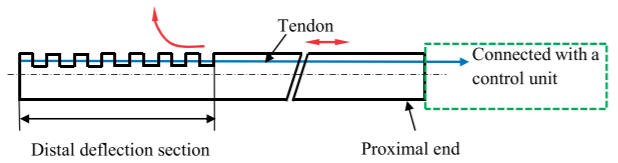 Tendon
Connected with a
control unit
Distal deflection section
Proximal end